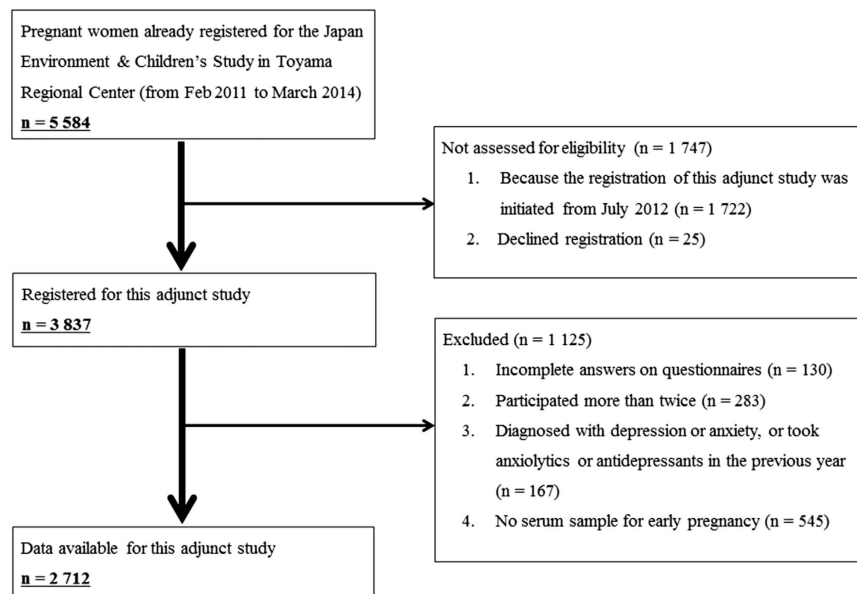 Pregnant women already registered for the Japan
Environment & Children's Study in Toyama
Regional Center (from Feb 2011 to March 2014)
n = 5 584
Not assessed for eligibility (n = 1 747)
1. Because the registration of this adjunct study was
initiated from July 2012 (n = 1 722)
2. Declined registration (n = 25)
Registered for this adjunct study
n = 3 837
Excluded (n = 1 125)
1. Incomplete answers on questionnaires (n = 130)
2. Participated more than twice (n = 283)
3. Diagnosed with depression or anxiety, or took
anxiolytics or antidepressants in the previous year
(n = 167)
4. No serum sample for early pregnancy (n = 545)
Data available for this adjunct study
n = 2 712